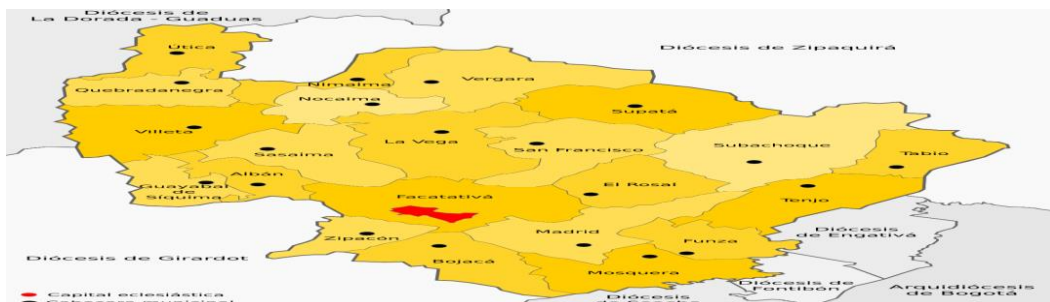 Diócesis de
La Dorada - Guaduas
Útica
Diócesis de Zipaquirá
Quebradanegra
Nimaima
Vergara
Nocaima
Supatá
Villeta
La Vega
San Francisco
Subachoque
Sasaima
Tabio
Albán
Guayabal
de
Síquima
El Rosal
Facatativá
Tenjo
Zipacón
Madrid
Funza
Diócesis
de Engativá
Bojacá
Mosquera
Diócesis de Girardot
Diócesis de
Fontibón
Arquidiócesis
de Bogotá
Diócesis
Capital eclesiástica